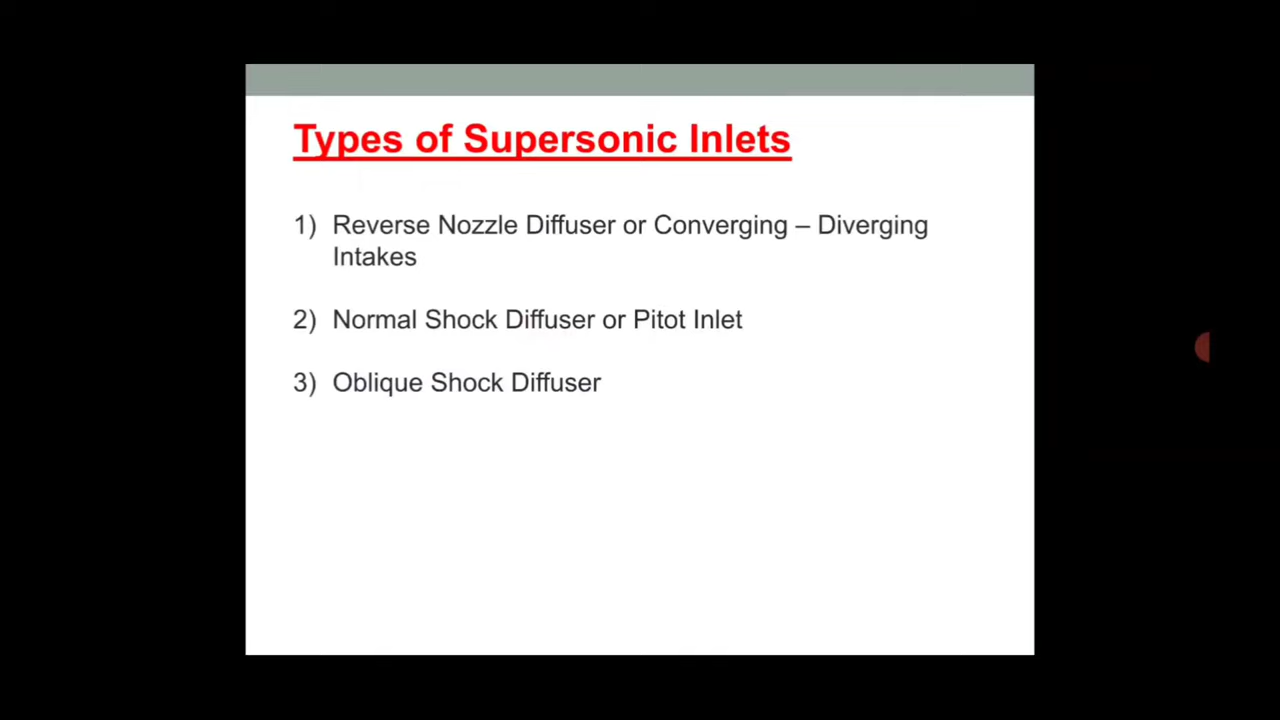 Types of Supersonic Inlets
1) Reverse Nozzle Diffuser or Converging – Diverging
Intakes
2) Normal Shock Diffuser or Pitot Inlet
3) Oblique Shock Diffuser